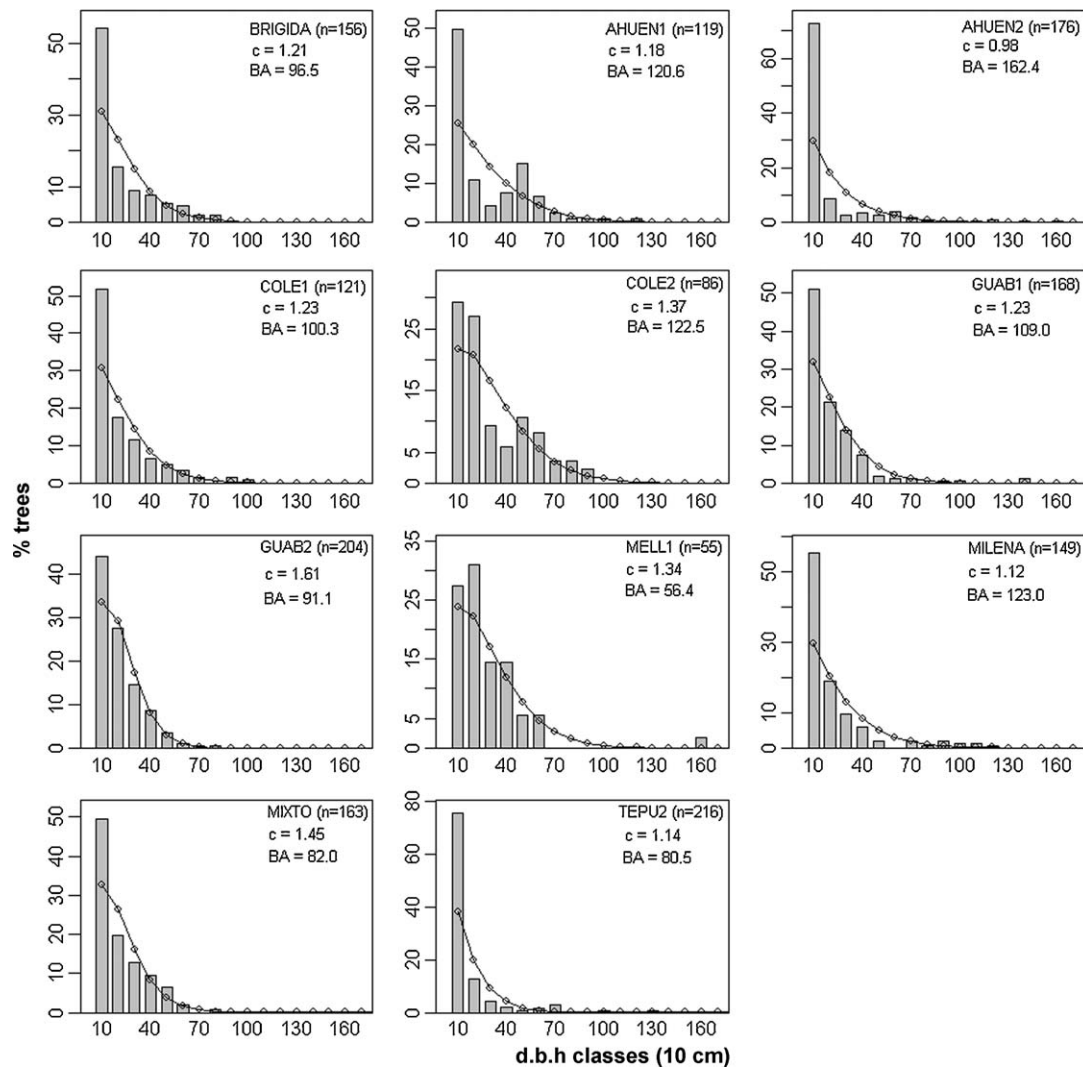 BRIGIDA (n=156)
c = 1.21
BA = 96.5
50
30
10
0
10 40 70 100 130 160
AHUEN1 (n=119)
c = 1.18
BA = 120.6
50
40
30
20
10
0
10 40 70 100 130 160
AHUEN2 (n=176)
c = 0.98
BA = 162.4
60
40
20
0
10 40 70 100 130 160
COLE1 (n=121)
c = 1.23
BA = 100.3
50
40
30
20
10
0
10 40 70 100 130 160
COLE2 (n=86)
c = 1.37
BA = 122.5
25
15
5
0
10 40 70 100 130 160
GUAB1 (n=168)
c = 1.23
BA = 109.0
50
40
30
20
10
0
10 40 70 100 130 160
% trees
GUAB2 (n=204)
c = 1.61
BA = 91.1
40
30
20
10
0
10 40 70 100 130 160
MELL1 (n=55)
c = 1.34
BA = 56.4
35
25
15
5
0
10 40 70 100 130 160
MILENA (n=149)
c = 1.12
BA = 123.0
50
30
10
0
10 40 70 100 130 160
MIXTO (n=163)
c = 1.45
BA = 82.0
50
40
30
20
10
0
10 40 70 100 130 160
TEPU2 (n=216)
c = 1.14
BA = 80.5
80
60
40
20
0
10 40 70 100 130 160
d.b.h classes (10 cm)